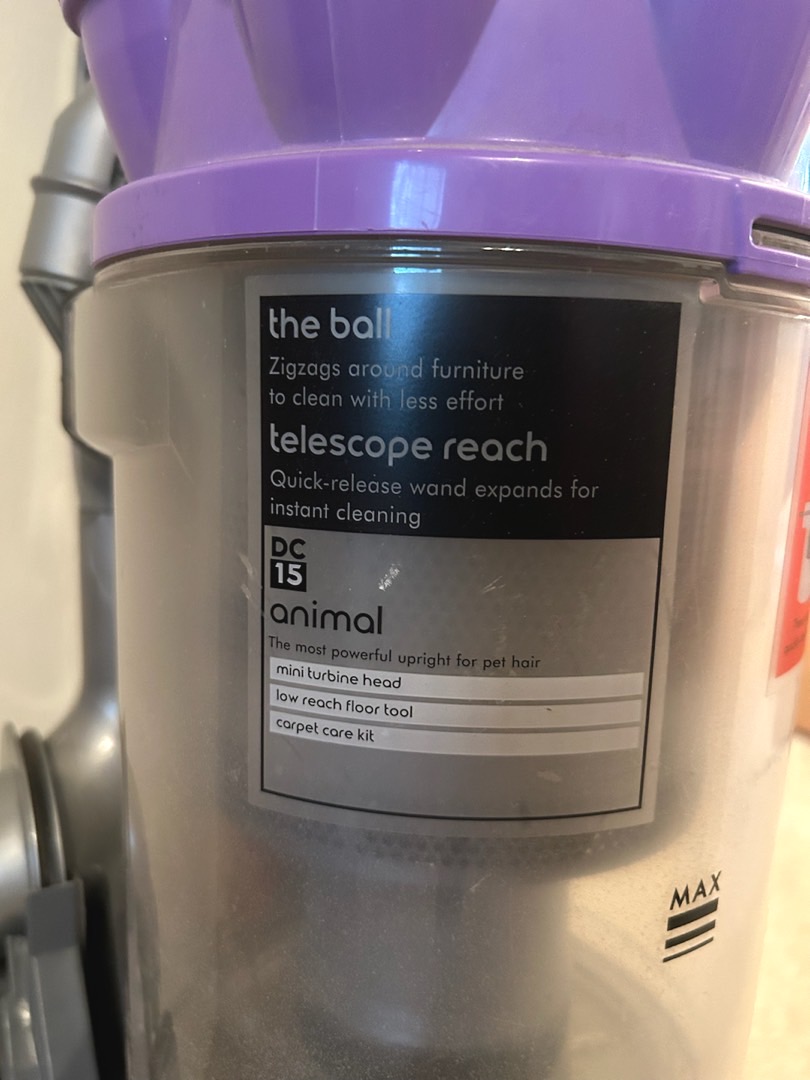 the ball
Zigzags around furniture
to clean with less effort
telescope reach
Quick-release wand expands for
instant cleaning
DC
15
animal
The most powerful upright for pet hair
mini turbine head
low reach floor tool
carpet care kit
MAX